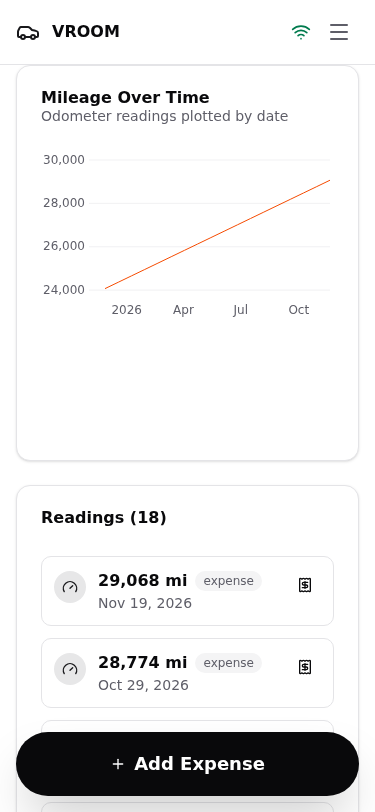 VROOM
Mileage Over Time
Odometer readings plotted by date
30,000
28,000
26,000
24,000
2026 Apr Jul Oct
Readings (18)
29,068 mi expense
Nov 19, 2026
28,774 mi expense
Oct 29, 2026
+ Add Expense